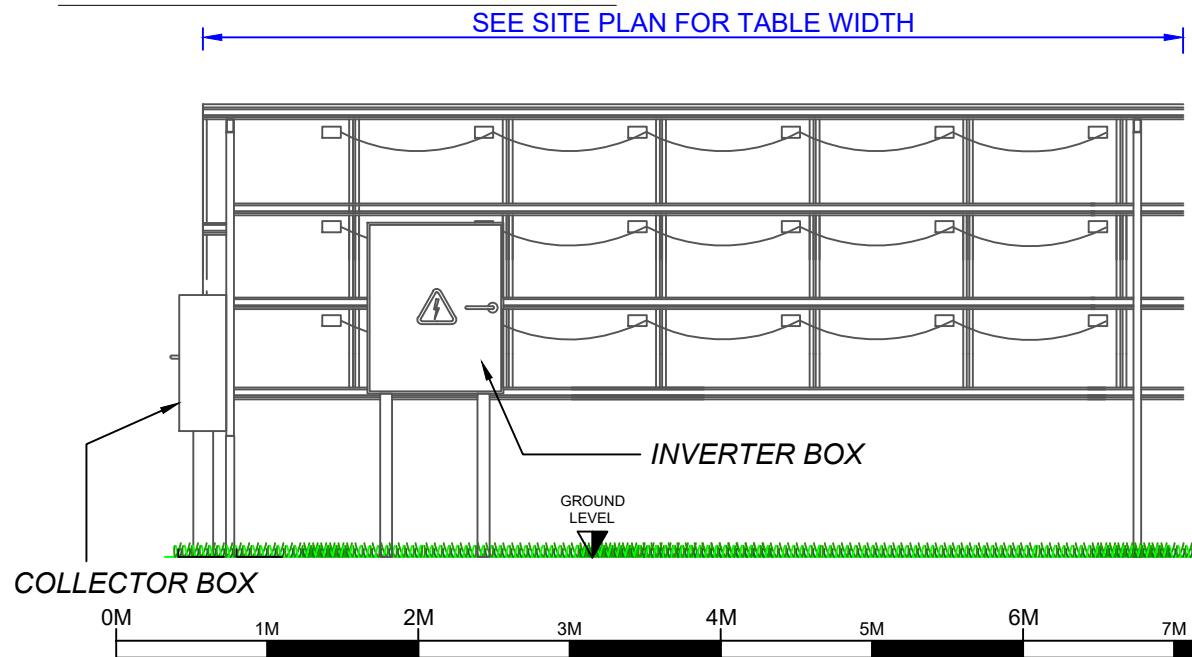 SEE SITE PLAN FOR TABLE WIDTH
INVERTER BOX
GROUND
LEVEL
COLLECTOR BOX
0M
1M
2M
3M
4M
5M
6M
7M